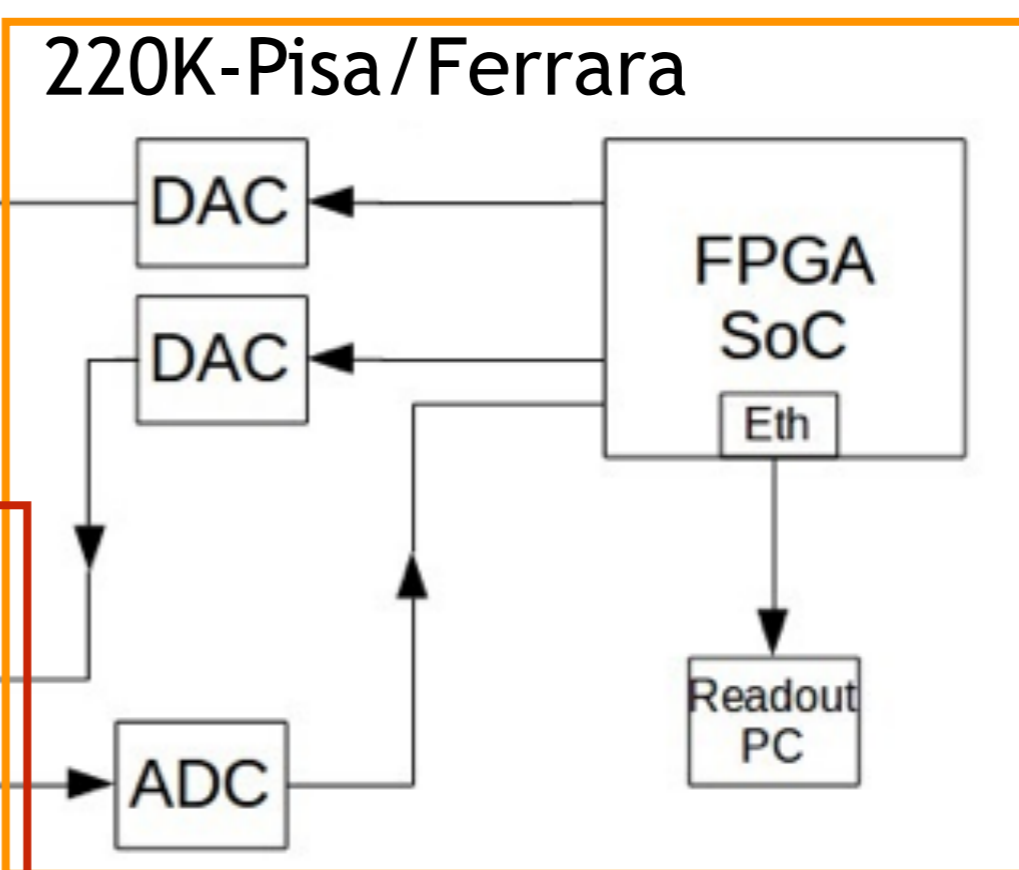 220K-Pisa/Ferrara
DAC
DAC
FPGA
SoC
Eth
Readout
PC
ADC